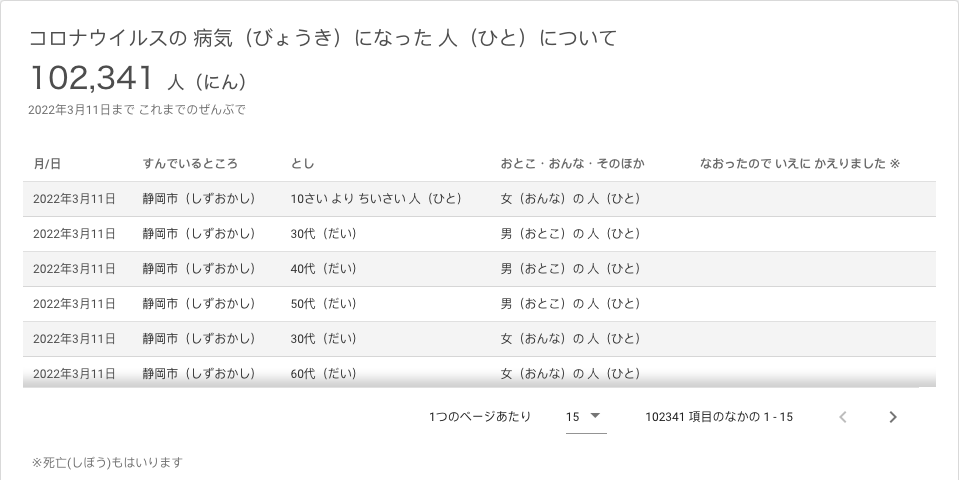 コロナウイルスの 病気（びょうき）になった 人（ひと）について
102,341 人（にん）
2022年3月11日まで これまでのぜんぶで
月/日 すんでいるところ とし おとこ・おんな・そのほか なおったので いえに かえりました ※
2022年3月11日 静岡市（しずおかし） 10さい より ちいさい 人（ひと） 女（おんな）の 人（ひと）
2022年3月11日 静岡市（しずおかし） 30代（だい） 男（おとこ）の 人（ひと）
2022年3月11日 静岡市（しずおかし） 40代（だい） 男（おとこ）の 人（ひと）
2022年3月11日 静岡市（しずおかし） 50代（だい） 男（おとこ）の 人（ひと）
2022年3月11日 静岡市（しずおかし） 30代（だい） 女（おんな）の 人（ひと）
2022年3月11日 静岡市（しずおかし） 60代（だい） 女（おんな）の 人（ひと）
1つのページあたり 15 102341 項目のなかの 1 - 15
※死亡(しぼう)もはいります